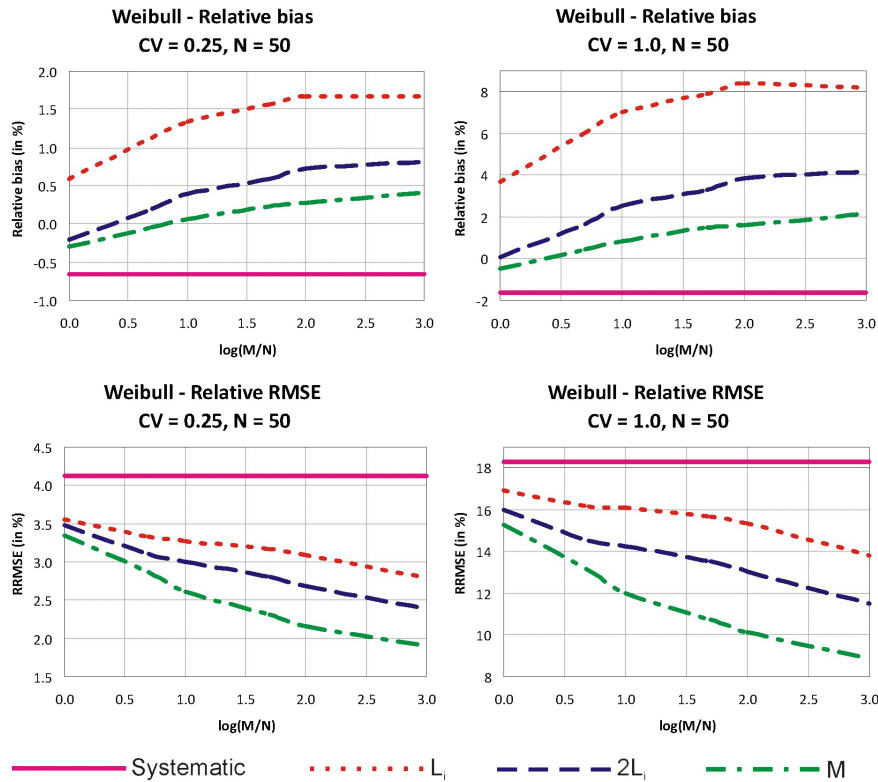 Weibull - Relative bias
CV = 0.25, N = 50
Relative bias (in %)
2.0
1.5
1.0
0.5
0.0
-0.5
-1.0
0.0 0.5 1.0 1.5 2.0 2.5 3.0
log(M/N)
Weibull - Relative bias
CV = 1.0, N = 50
Relative bias (in %)
8
6
4
2
0
-2
0.0 0.5 1.0 1.5 2.0 2.5 3.0
log(M/N)
Weibull - Relative RMSE
CV = 0.25, N = 50
RRMSE (in %)
4.5
4.0
3.5
3.0
2.5
2.0
1.5
0.0 0.5 1.0 1.5 2.0 2.5 3.0
log(M/N)
Weibull - Relative RMSE
CV = 1.0, N = 50
RRMSE (in %)
18
16
14
12
10
8
0.0 0.5 1.0 1.5 2.0 2.5 3.0
log(M/N)
Systematic Li 2Li M